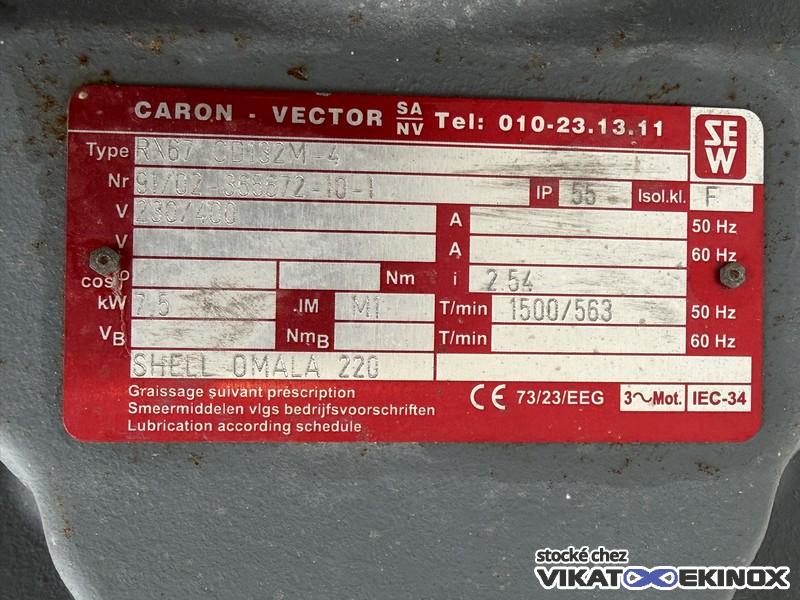 CARON - VECTOR SA NV Tel: 010-23.13.11
SEW
Type RX67 CD132M-4
Nr 91/02-366672-10-1 IP 55 Isol.kl. F
V 230/400 A 50 Hz
V A 60 Hz
cosφ Nm i 2.54
kW 7.5 IM M1 T/min 1500/563 50 Hz
VB NmB T/min 60 Hz
SHELL OMALA 220
Graissage suivant prescription
Smeermiddelen vlgs bedrijfsvoorschriften
Lubrication according schedule
CE 73/23/EEG 3~Mot. IEC-34
stocké chez
VIKAT EKINOX